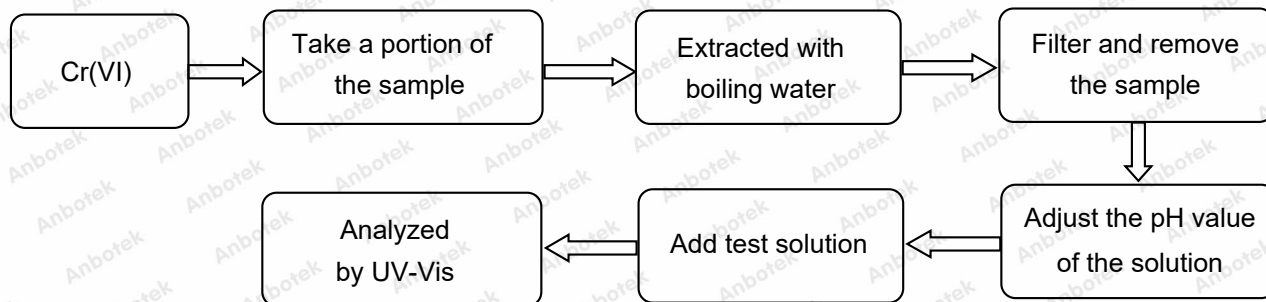 Cr(VI)
Take a portion of
the sample
Extracted with
boiling water
Filter and remove
the sample
Adjust the pH value
of the solution
Add test solution
Analyzed
by UV-Vis
Anbotek